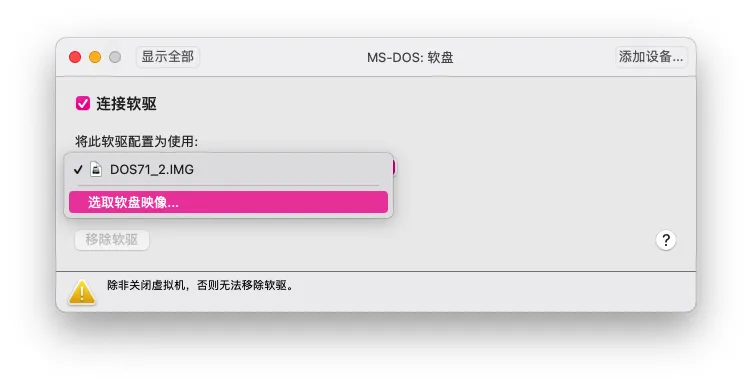 显示全部
MS-DOS: 软盘
添加设备...
连接软驱
将此软驱配置为使用:
DOS71_2.IMG
选取软盘映像...
移除软驱
?
除非关闭虚拟机，否则无法移除软驱。